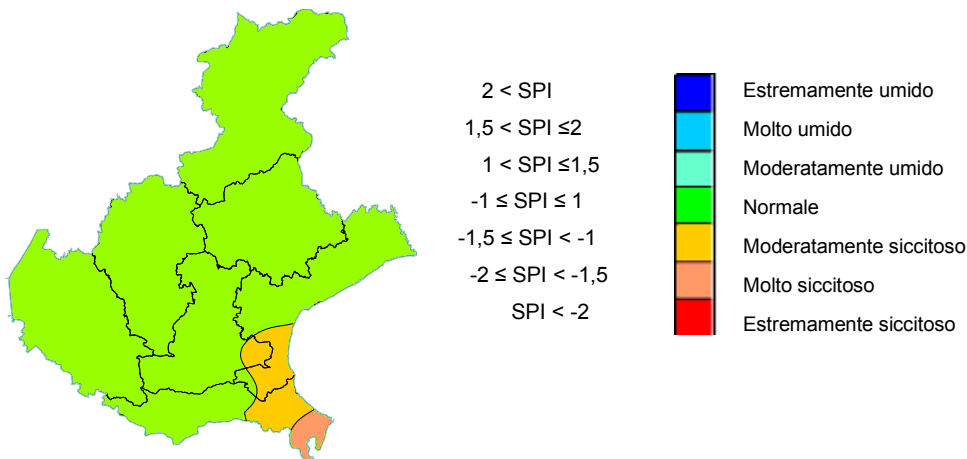 2 < SPI
Estremamente umido
1,5 < SPI ≤2
Molto umido
1 < SPI ≤1,5
Moderatamente umido
-1 ≤ SPI ≤ 1
Normale
-1,5 ≤ SPI < -1
Moderatamente siccitoso
-2 ≤ SPI < -1,5
Molto siccitoso
SPI < -2
Estremamente siccitoso